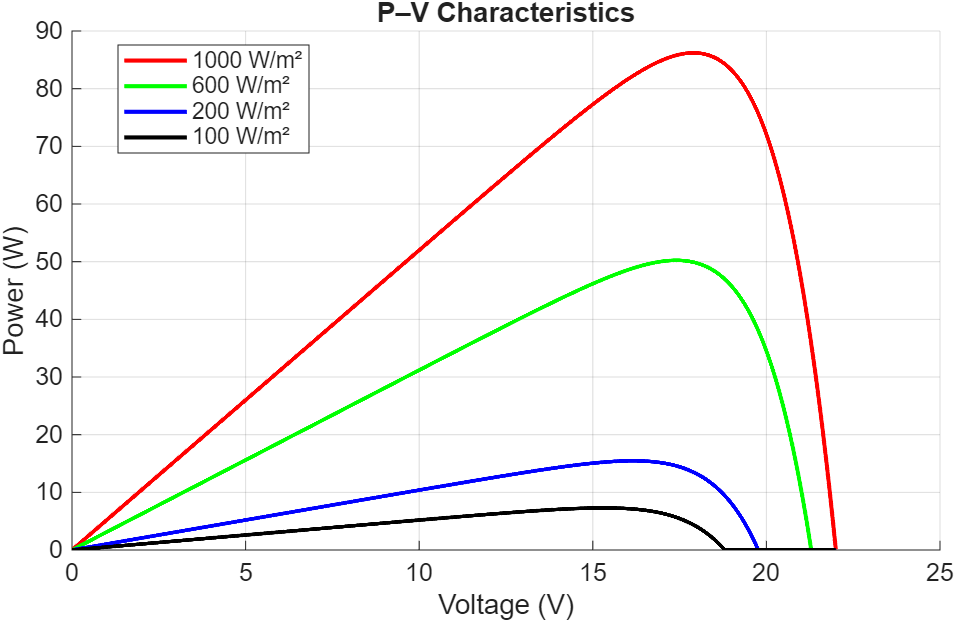 P–V Characteristics
1000 W/m²
600 W/m²
200 W/m²
100 W/m²
Power (W)
90
80
70
60
50
40
30
20
10
0
0 5 10 15 20 25
Voltage (V)